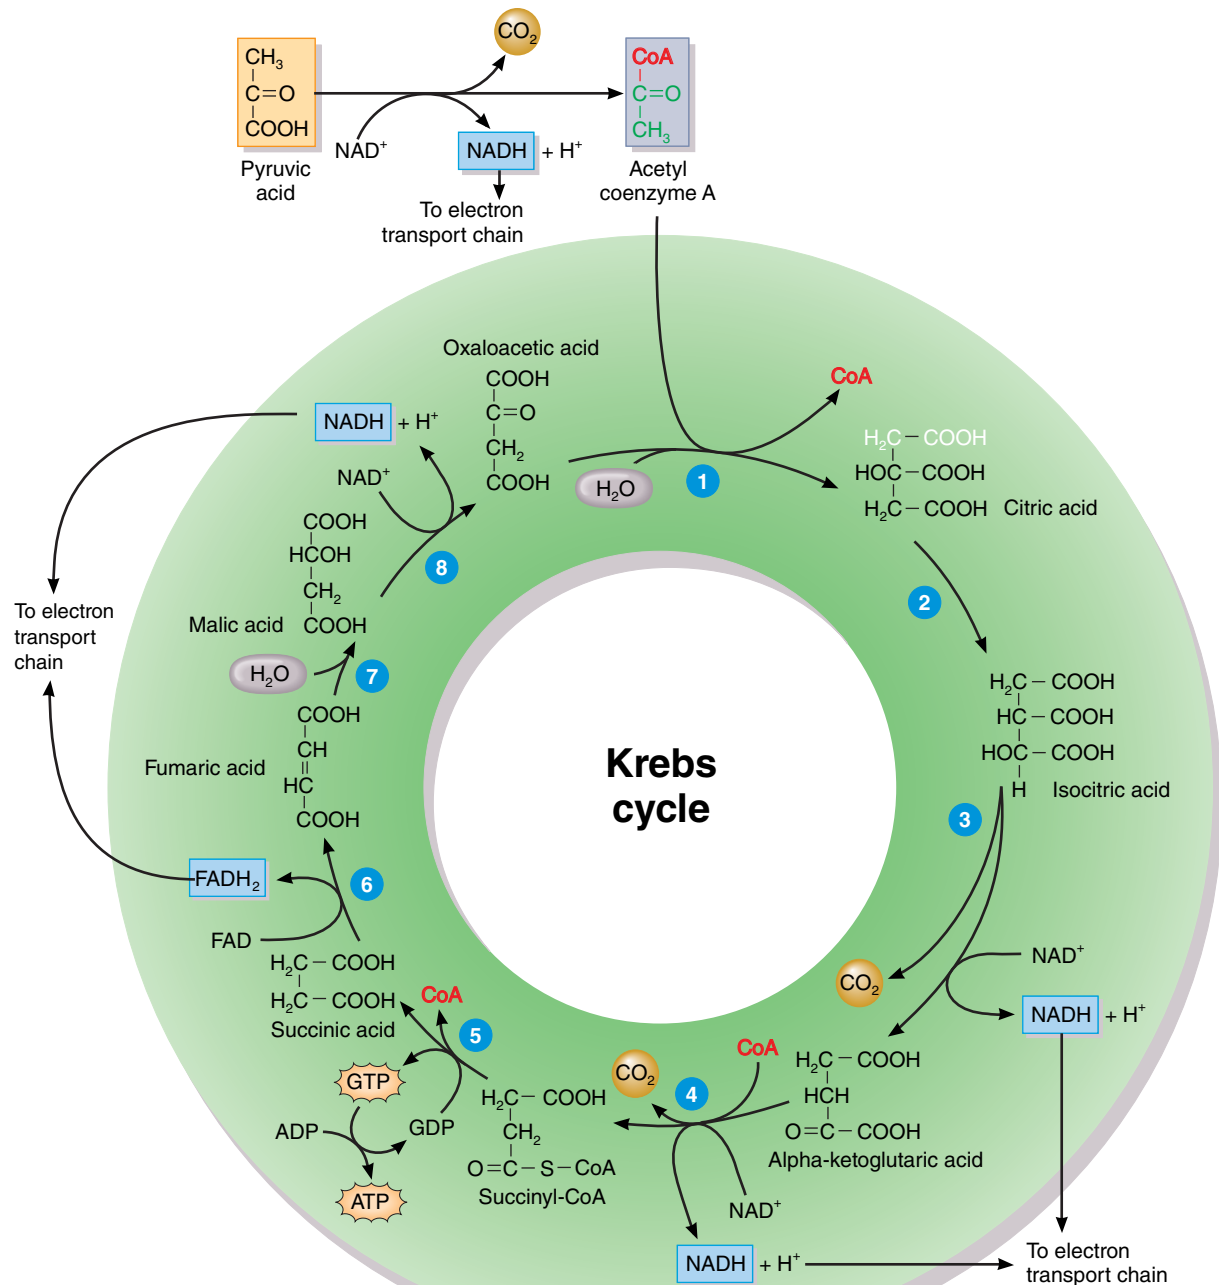 CO2
CH3
C=O
COOH
Pyruvic
acid
NAD+
NADH + H+
To electron
transport chain
CoA
C=O
CH3
Acetyl
coenzyme A
Oxaloacetic acid
COOH
C=O
CH2
COOH
H2O
1
CoA
H2C – COOH
HOC – COOH
H2C – COOH
Citric acid
2
H2C – COOH
HC – COOH
HOC – COOH
H
Isocitric acid
3
CO2
NAD+
NADH + H+
To electron
transport chain
H2C – COOH
HCH
O=C – COOH
Alpha-ketoglutaric acid
CoA
4
CO2
NAD+
NADH + H+
H2C – COOH
CH2
O=C – S – CoA
Succinyl-CoA
5
CoA
GTP
GDP
ADP
ATP
H2C – COOH
H2C – COOH
Succinic acid
6
FAD
FADH2
COOH
CH
HC
COOH
Fumaric acid
7
H2O
COOH
HCOH
CH2
COOH
Malic acid
8
NAD+
NADH + H+
To electron
transport
chain
Krebs
cycle